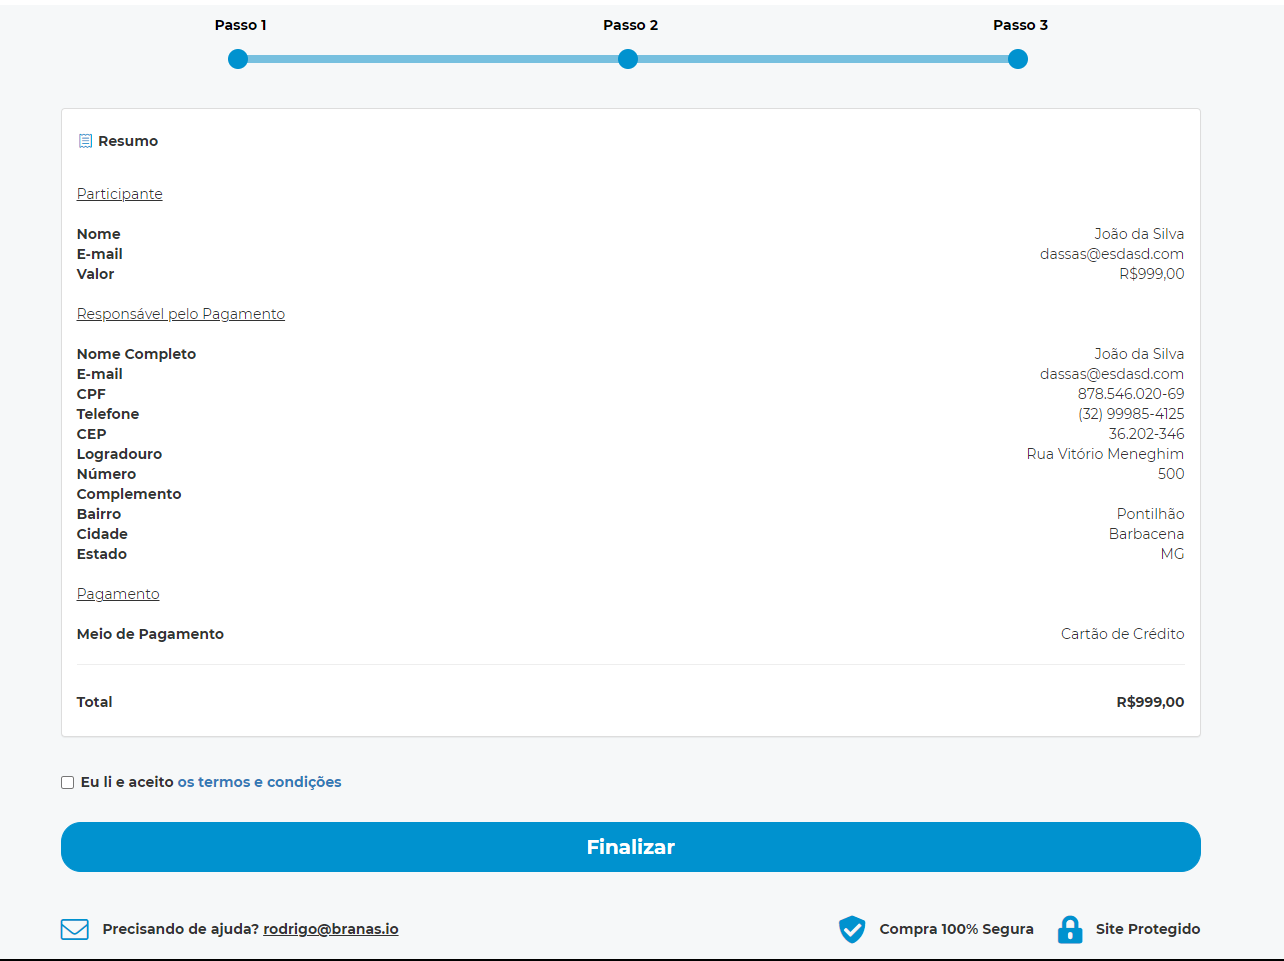 Passo 1 Passo 2 Passo 3
Resumo
Participante
Nome João da Silva
E-mail dassas@esdasd.com
Valor R$999,00
Responsável pelo Pagamento
Nome Completo João da Silva
E-mail dassas@esdasd.com
CPF 878.546.020-69
Telefone (32) 99985-4125
CEP 36.202-346
Logradouro Rua Vitório Meneghim
Número 500
Complemento
Bairro Pontilhão
Cidade Barbacena
Estado MG
Pagamento
Meio de Pagamento Cartão de Crédito
Total R$999,00
Eu li e aceito os termos e condições
Finalizar
Precisando de ajuda? rodrigo@branas.io Compra 100% Segura Site Protegido